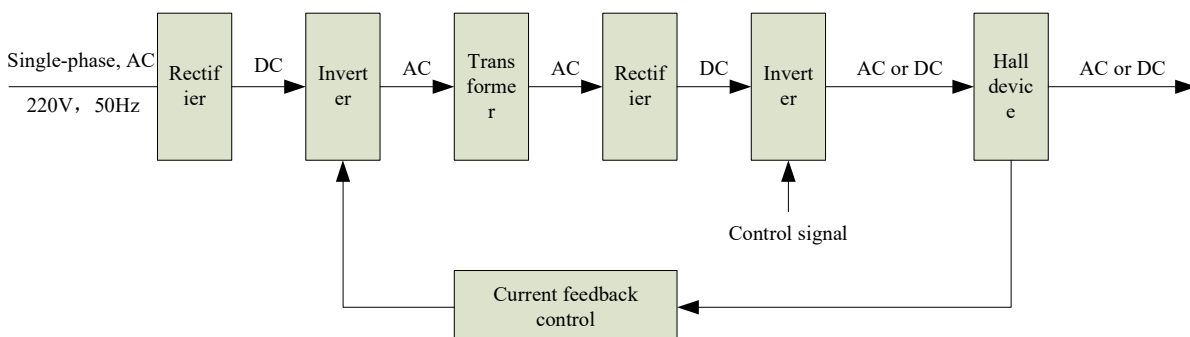 Single-phase, AC
220V，50Hz
Rectif
ier
DC
Invert
er
AC
Trans
forme
r
AC
Rectif
ier
DC
Invert
er
AC or DC
Hall
devic
e
AC or DC
Control signal
Current feedback
control